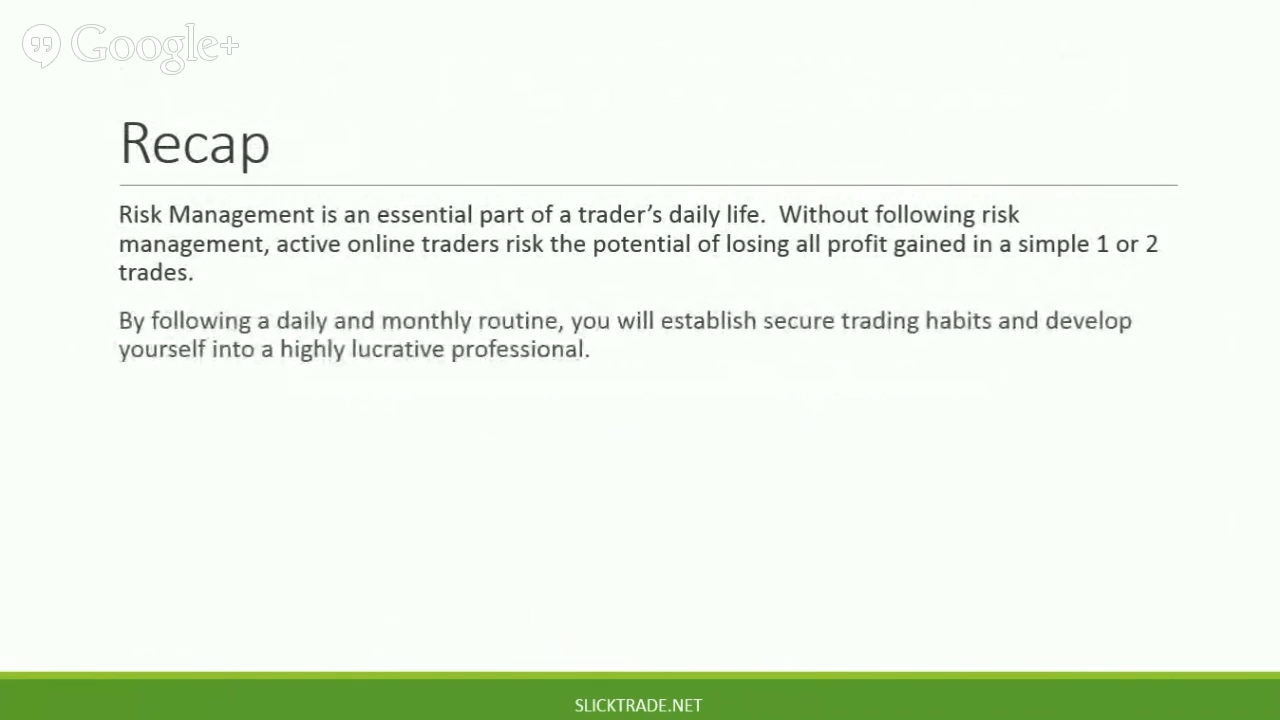 Google+
Recap
Risk Management is an essential part of a trader’s daily life.  Without following risk
management, active online traders risk the potential of losing all profit gained in a simple 1 or 2
trades.
By following a daily and monthly routine, you will establish secure trading habits and develop
yourself into a highly lucrative professional.
SLICKTRADE.NET